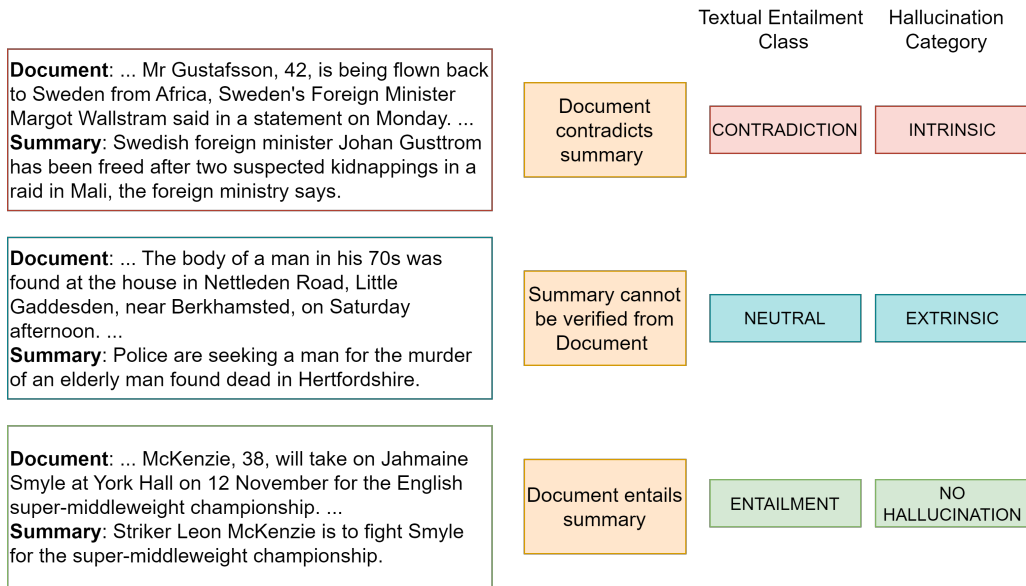 Textual Entailment
Class
Hallucination
Category
Document: ... Mr Gustafsson, 42, is being flown back
to Sweden from Africa, Sweden's Foreign Minister
Margot Wallstram said in a statement on Monday. ...
Summary: Swedish foreign minister Johan Gusttrom
has been freed after two suspected kidnappings in a
raid in Mali, the foreign ministry says.
Document
contradicts
summary
CONTRADICTION
INTRINSIC
Document: ... The body of a man in his 70s was
found at the house in Nettleden Road, Little
Gaddesden, near Berkhamsted, on Saturday
afternoon. ...
Summary: Police are seeking a man for the murder
of an elderly man found dead in Hertfordshire.
Summary cannot
be verified from
Document
NEUTRAL
EXTRINSIC
Document: ... McKenzie, 38, will take on Jahmaine
Smyle at York Hall on 12 November for the English
super-middleweight championship. ...
Summary: Striker Leon McKenzie is to fight Smyle
for the super-middleweight championship.
Document entails
summary
ENTAILMENT
NO
HALLUCINATION